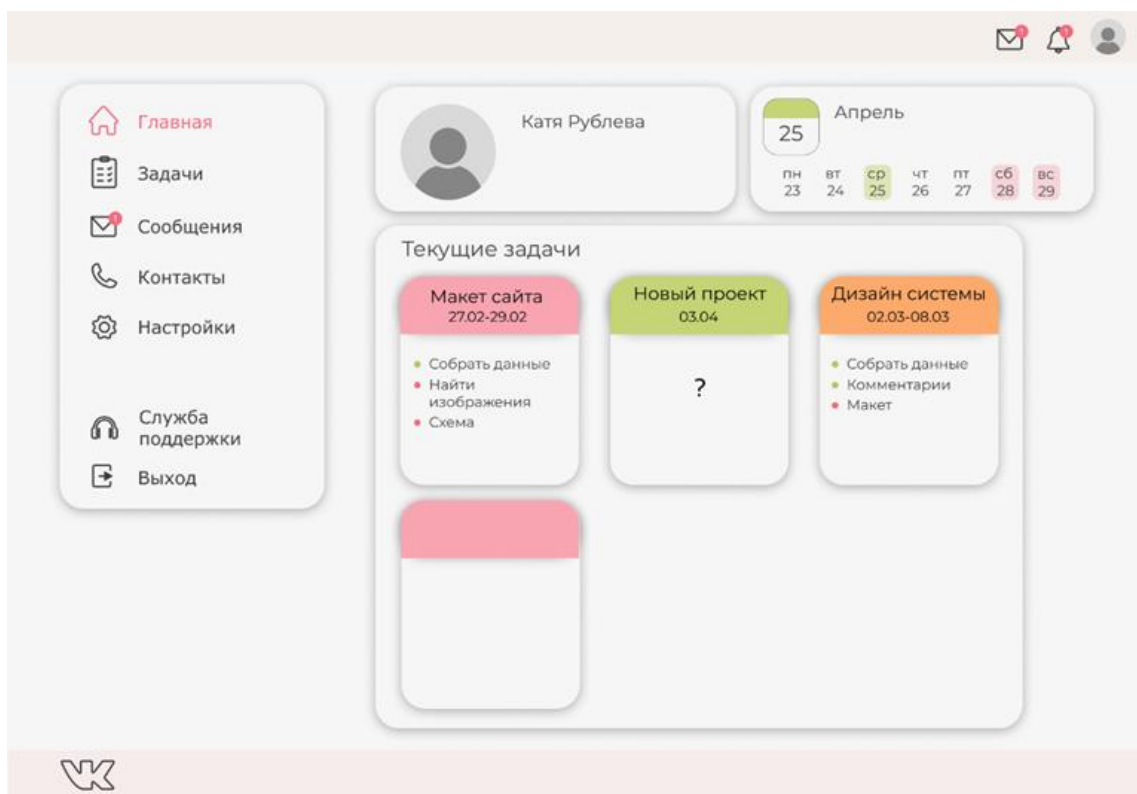 Главная
Задачи
Сообщения
Контакты
Настройки
Служба
поддержки
Выход
Катя Рублева
25
Апрель
пн вт ср чт пт сб вс
23 24 25 26 27 28 29
Текущие задачи
Макет сайта
27.02-29.02
Собрать данные
Найти
изображения
Схема
Новый проект
03.04
?
Дизайн системы
02.03-08.03
Собрать данные
Комментарии
Макет
VK